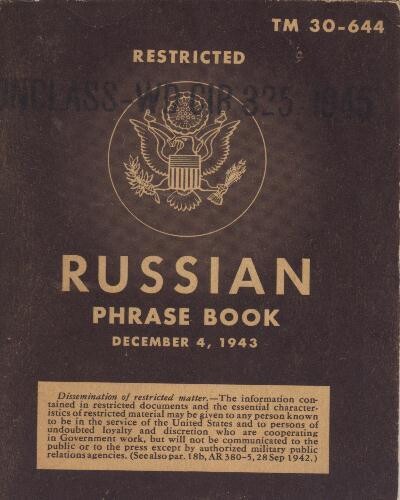 TM 30-644
RESTRICTED
UNCLASS-WD CIR 325 1945
RUSSIAN
PHRASE BOOK
DECEMBER 4, 1943
Dissemination of restricted matter.—The information con-
tained in restricted documents and the essential character-
istics of restricted material may be given to any person known
to be in the service of the United States and to persons of
undoubted loyalty and discretion who are cooperating
in Government work, but will not be communicated to the
public or to the press except by authorized military public
relations agencies. (See also par. 18b, AR 380-5, 28 Sep 1942.)